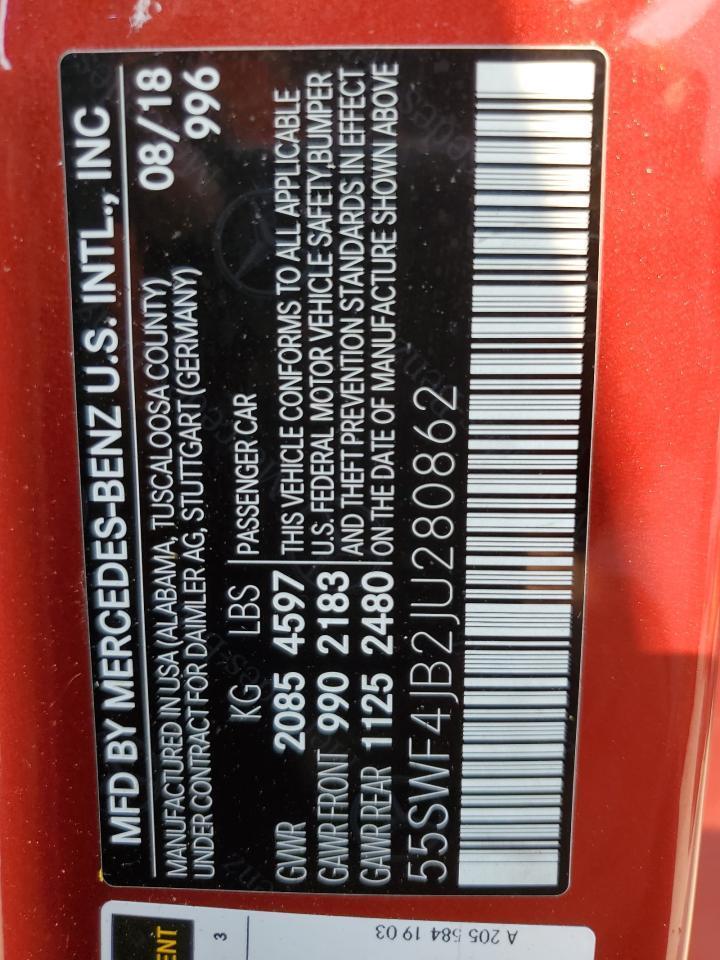 MFD BY MERCEDES-BENZ U.S. INTL., INC
MANUFACTURED IN USA (ALABAMA, TUSCALOOSA COUNTY) 08/18
UNDER CONTRACT FOR DAIMLER AG, STUTTGART (GERMANY) 996
KG LBS PASSENGER CAR
GVWR 2085 4597 THIS VEHICLE CONFORMS TO ALL APPLICABLE
GAWR FRONT 990 2183 U.S. FEDERAL MOTOR VEHICLE SAFETY,BUMPER
AND THEFT PREVENTION STANDARDS IN EFFECT
GAWR REAR 1125 2480 ON THE DATE OF MANUFACTURE SHOWN ABOVE
55SWF4JB2JU280862
ENT
3
A 205 584 19 03